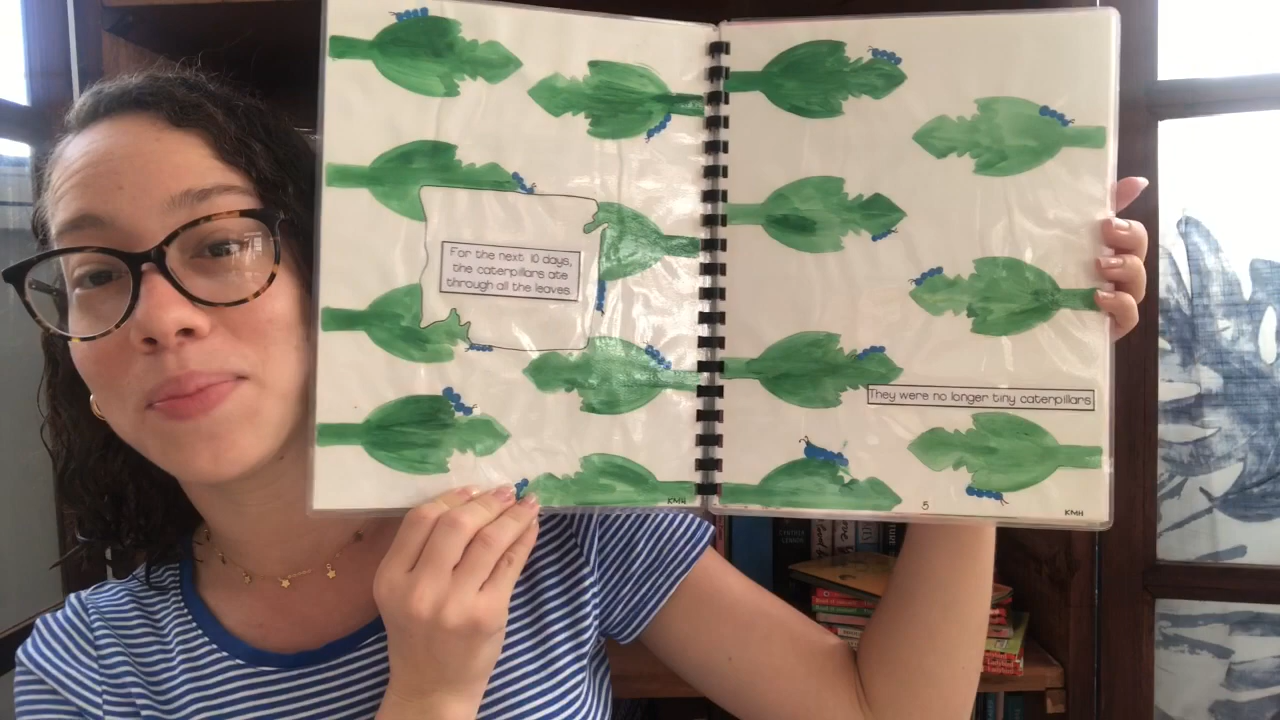 For the next 10 days,
the caterpillars ate
through all the leaves.
They were no longer tiny caterpillars
KMH
5
KMH